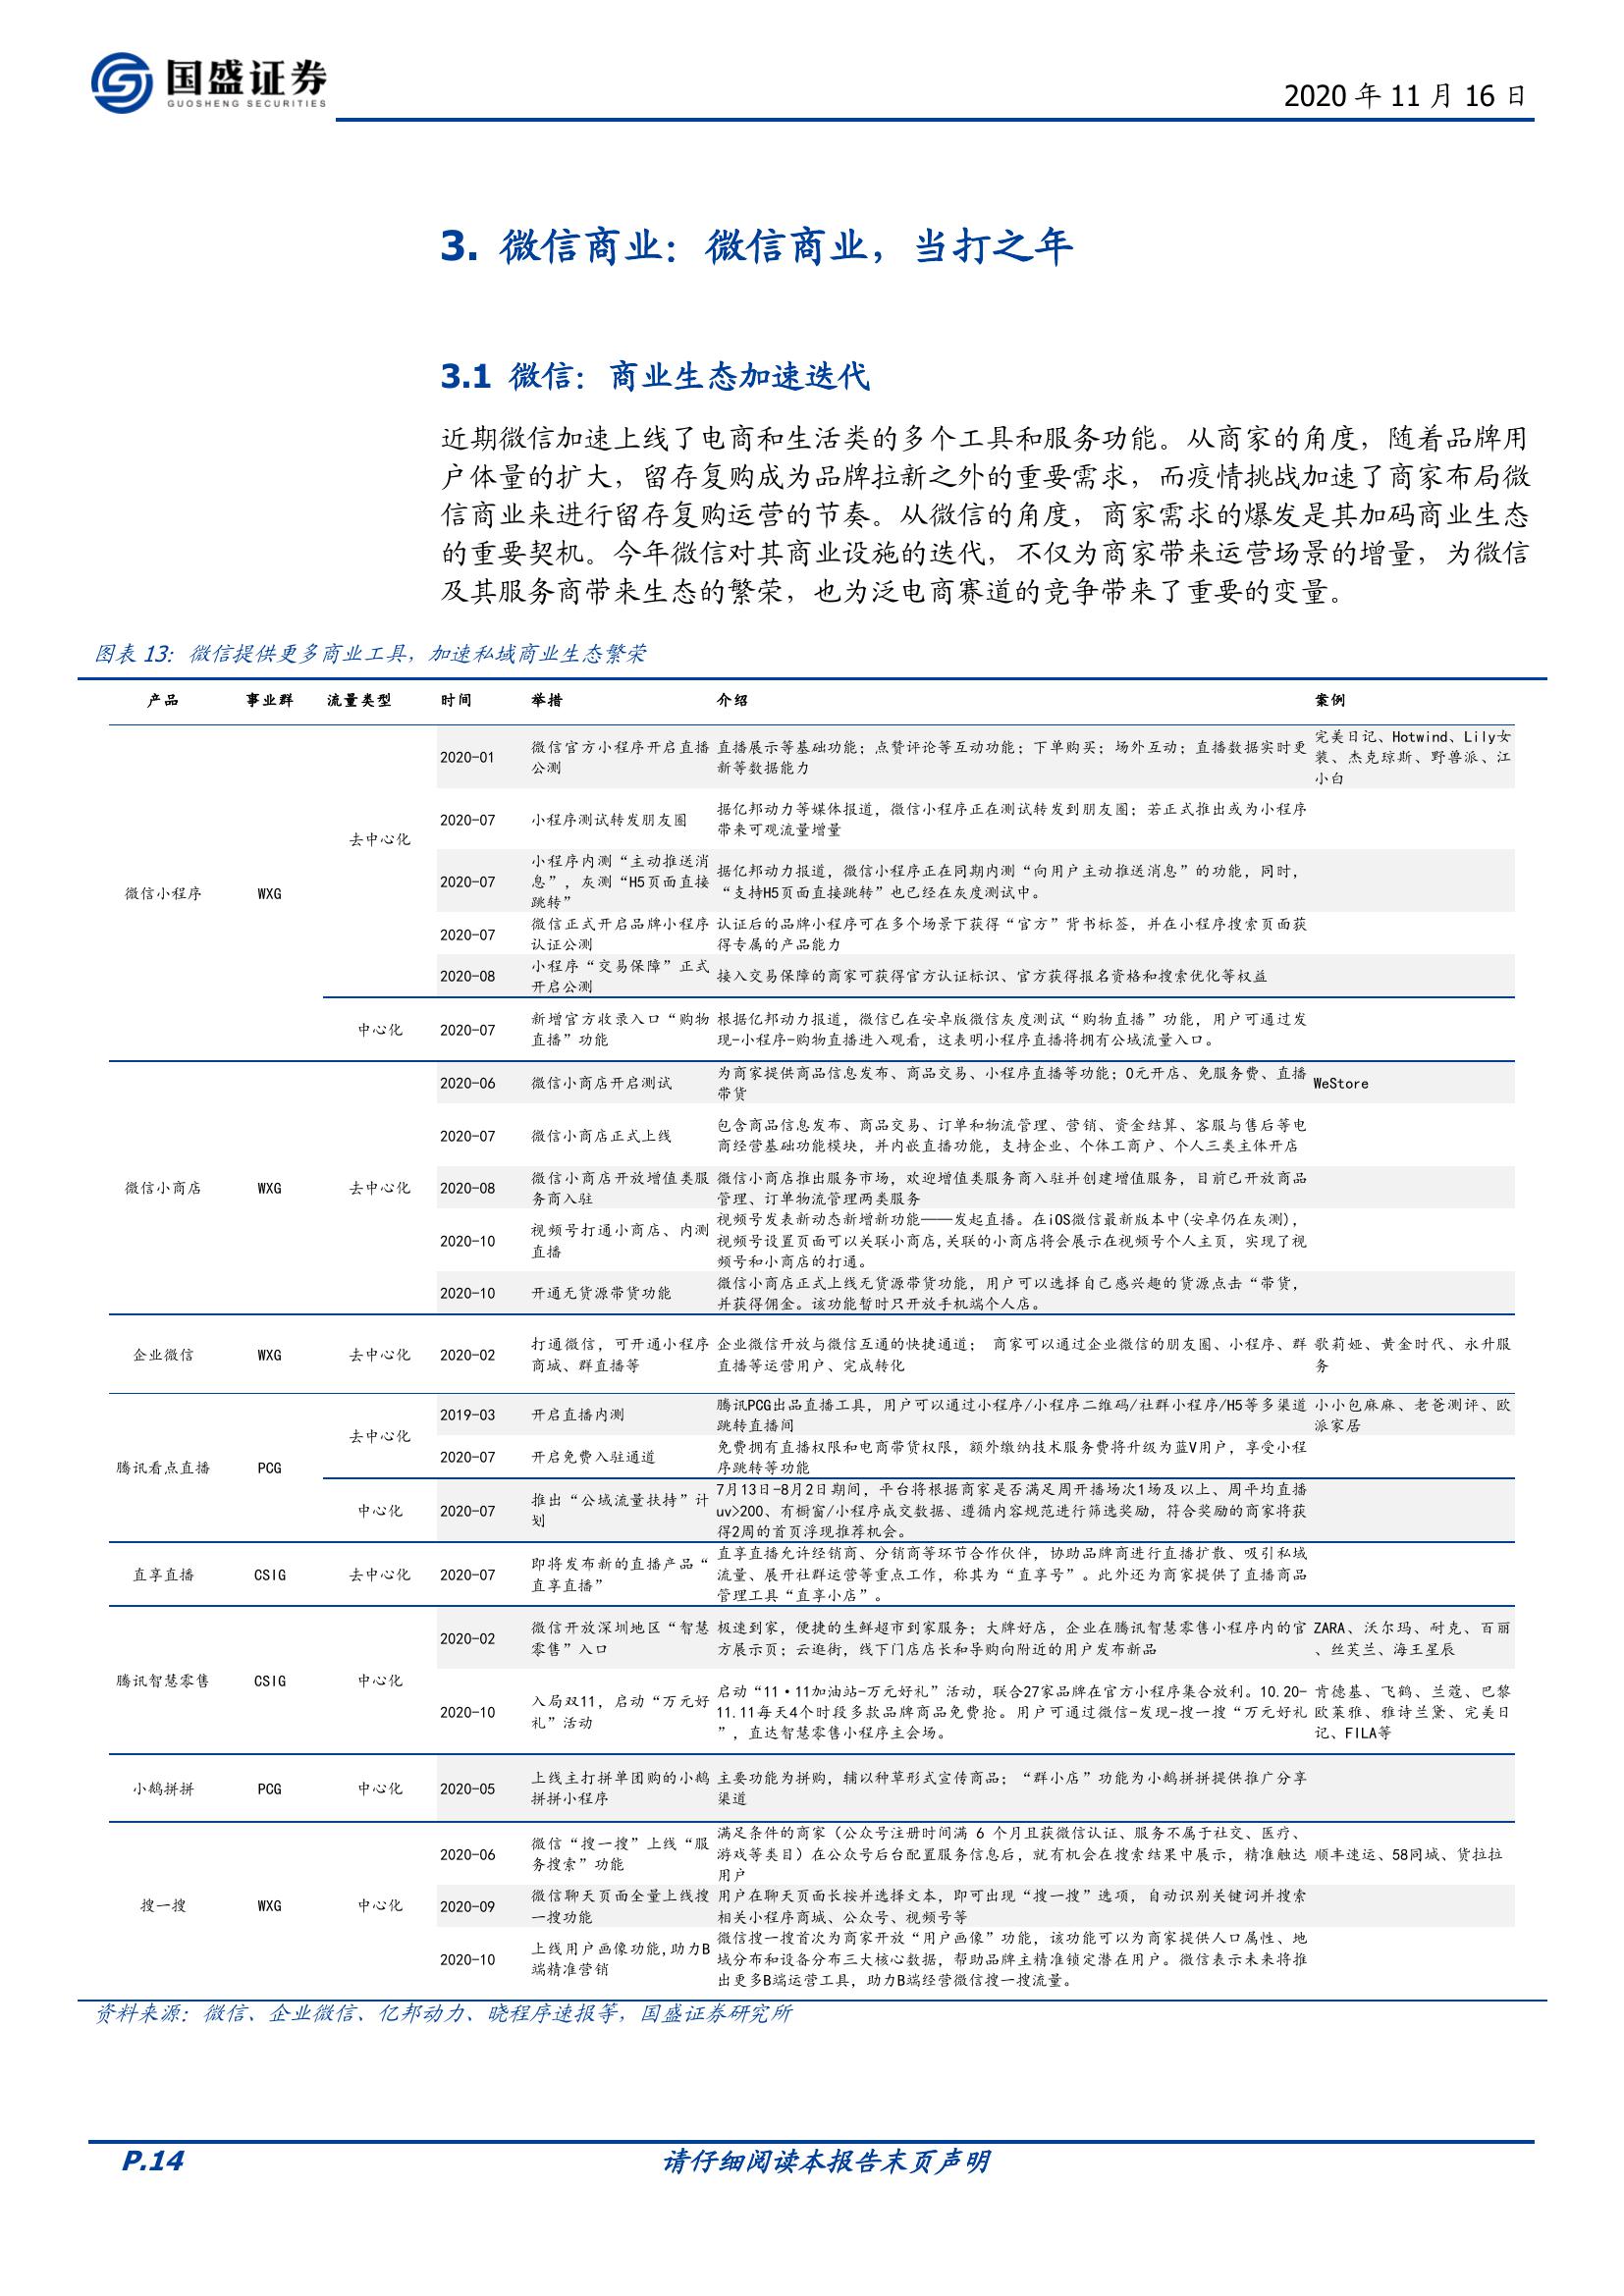 国盛证券
GUOSHENG SECURITIES
2020 年 11 月 16 日
3. 微信商业：微信商业，当打之年
3.1 微信：商业生态加速迭代
近期微信加速上线了电商和生活类的多个工具和服务功能。从商家的角度，随着品牌用
户体量的扩大，留存复购成为品牌拉新之外的重要需求，而疫情挑战加速了商家布局微
信商业来进行留存复购运营的节奏。从微信的角度，商家需求的爆发是其加码商业生态
的重要契机。今年微信对其商业设施的迭代，不仅为商家带来运营场景的增量，为微信
及其服务商带来生态的繁荣，也为泛电商赛道的竞争带来了重要的变量。
图表 13：微信提供更多商业工具，加速私域商业生态繁荣
产品 事业群 流量类型 时间 举措 介绍 案例
微信小程序 WXG
去中心化
2020-01
微信官方小程序开启直播
公测
直播展示等基础功能；点赞评论等互动功能；下单购买；场外互动；直播数据实时更
新等数据能力
完美日记、Hotwind、Lily女
装、杰克琼斯、野兽派、江
小白
2020-07
小程序测试转发朋友圈
据亿邦动力等媒体报道，微信小程序正在测试转发到朋友圈；若正式推出或为小程序
带来可观流量增量
2020-07
小程序内测“主动推送消
息”，灰测“H5页面直接
跳转”
据亿邦动力报道，微信小程序正在同期内测“向用户主动推送消息”的功能，同时，
“支持H5页面直接跳转”也已经在灰度测试中。
2020-07
微信正式开启品牌小程序
认证公测
认证后的品牌小程序可在多个场景下获得“官方”背书标签，并在小程序搜索页面获
得专属的产品能力
2020-08
小程序“交易保障”正式
开启公测
接入交易保障的商家可获得官方认证标识、官方获得报名资格和搜索优化等权益
中心化
2020-07
新增官方收录入口“购物
直播”功能
根据亿邦动力报道，微信已在安卓版微信灰度测试“购物直播”功能，用户可通过发
现-小程序-购物直播进入观看，这表明小程序直播将拥有公域流量入口。
微信小商店 WXG 去中心化
2020-06
微信小商店开启测试
为商家提供商品信息发布、商品交易、小程序直播等功能；0元开店、免服务费、直播
带货
WeStore
2020-07
微信小商店正式上线
包含商品信息发布、商品交易、订单和物流管理、营销、资金结算、客服与售后等电
商经营基础功能模块，并内嵌直播功能，支持企业、个体工商户、个人三类主体开店
2020-08
微信小商店开放增值类服
务商入驻
微信小商店推出服务市场，欢迎增值类服务商入驻并创建增值服务，目前已开放商品
管理、订单物流管理两类服务
2020-10
视频号打通小商店、内测
直播
视频号发表新动态新增新功能——发起直播。在iOS微信最新版本中(安卓仍在灰测)，
视频号设置页面可以关联小商店,关联的小商店将会展示在视频号个人主页，实现了视
频号和小商店的打通。
2020-10
开通无货源带货功能
微信小商店正式上线无货源带货功能，用户可以选择自己感兴趣的货源点击“带货，
并获得佣金。该功能暂时只开放手机端个人店。
企业微信 WXG 去中心化 2020-02
打通微信，可开通小程序
商城、群直播等
企业微信开放与微信互通的快捷通道； 商家可以通过企业微信的朋友圈、小程序、群
直播等运营用户、完成转化
歌莉娅、黄金时代、永升服
务
腾讯看点直播 PCG
去中心化
2019-03
开启直播内测
腾讯PCG出品直播工具，用户可以通过小程序/小程序二维码/社群小程序/H5等多渠道
跳转直播间
小小包麻麻、老爸测评、欧
派家居
2020-07
开启免费入驻通道
免费拥有直播权限和电商带货权限，额外缴纳技术服务费将升级为蓝V用户，享受小程
序跳转等功能
中心化
2020-07
推出“公域流量扶持”计
划
7月13日-8月2日期间，平台将根据商家是否满足周开播场次1场及以上、周平均直播
uv>200、有橱窗/小程序成交数据、遵循内容规范进行筛选奖励，符合奖励的商家将获
得2周的首页浮现推荐机会。
直享直播 CSIG 去中心化 2020-07
即将发布新的直播产品“
直享直播”
直享直播允许经销商、分销商等环节合作伙伴，协助品牌商进行直播扩散、吸引私域
流量、展开社群运营等重点工作，称其为“直享号”。此外还为商家提供了直播商品
管理工具“直享小店”。
腾讯智慧零售 CSIG 中心化
2020-02
微信开放深圳地区“智慧
零售”入口
极速到家，便捷的生鲜超市到家服务；大牌好店，企业在腾讯智慧零售小程序内的官
方展示页；云逛街，线下门店店长和导购向附近的用户发布新品
ZARA、沃尔玛、耐克、百丽
、丝芙兰、海王星辰
2020-10
入局双11，启动“万元好
礼”活动
启动“11·11加油站-万元好礼”活动，联合27家品牌在官方小程序集合放利。10.20-
11.11每天4个时段多款品牌商品免费抢。用户可通过微信-发现-搜一搜“万元好礼
”，直达智慧零售小程序主会场。
肯德基、飞鹤、兰蔻、巴黎
欧莱雅、雅诗兰黛、完美日
记、FILA等
小鹅拼拼 PCG 中心化 2020-05
上线主打拼单团购的小鹅
拼拼小程序
主要功能为拼购，辅以种草形式宣传商品；“群小店”功能为小鹅拼拼提供推广分享
渠道
搜一搜 WXG 中心化
2020-06
微信“搜一搜”上线“服
务搜索”功能
满足条件的商家（公众号注册时间满 6 个月且获微信认证、服务不属于社交、医疗、
游戏等类目）在公众号后台配置服务信息后，就有机会在搜索结果中展示，精准触达
用户
顺丰速运、58同城、货拉拉
2020-09
微信聊天页面全量上线搜
一搜功能
用户在聊天页面长按并选择文本，即可出现“搜一搜”选项，自动识别关键词并搜索
相关小程序商城、公众号、视频号等
2020-10
上线用户画像功能,助力B
端精准营销
微信搜一搜首次为商家开放“用户画像”功能，该功能可以为商家提供人口属性、地
域分布和设备分布三大核心数据，帮助品牌主精准锁定潜在用户。微信表示未来将推
出更多B端运营工具，助力B端经营微信搜一搜流量。
资料来源：微信、企业微信、亿邦动力、晓程序速报等，国盛证券研究所
P.14
请仔细阅读本报告末页声明